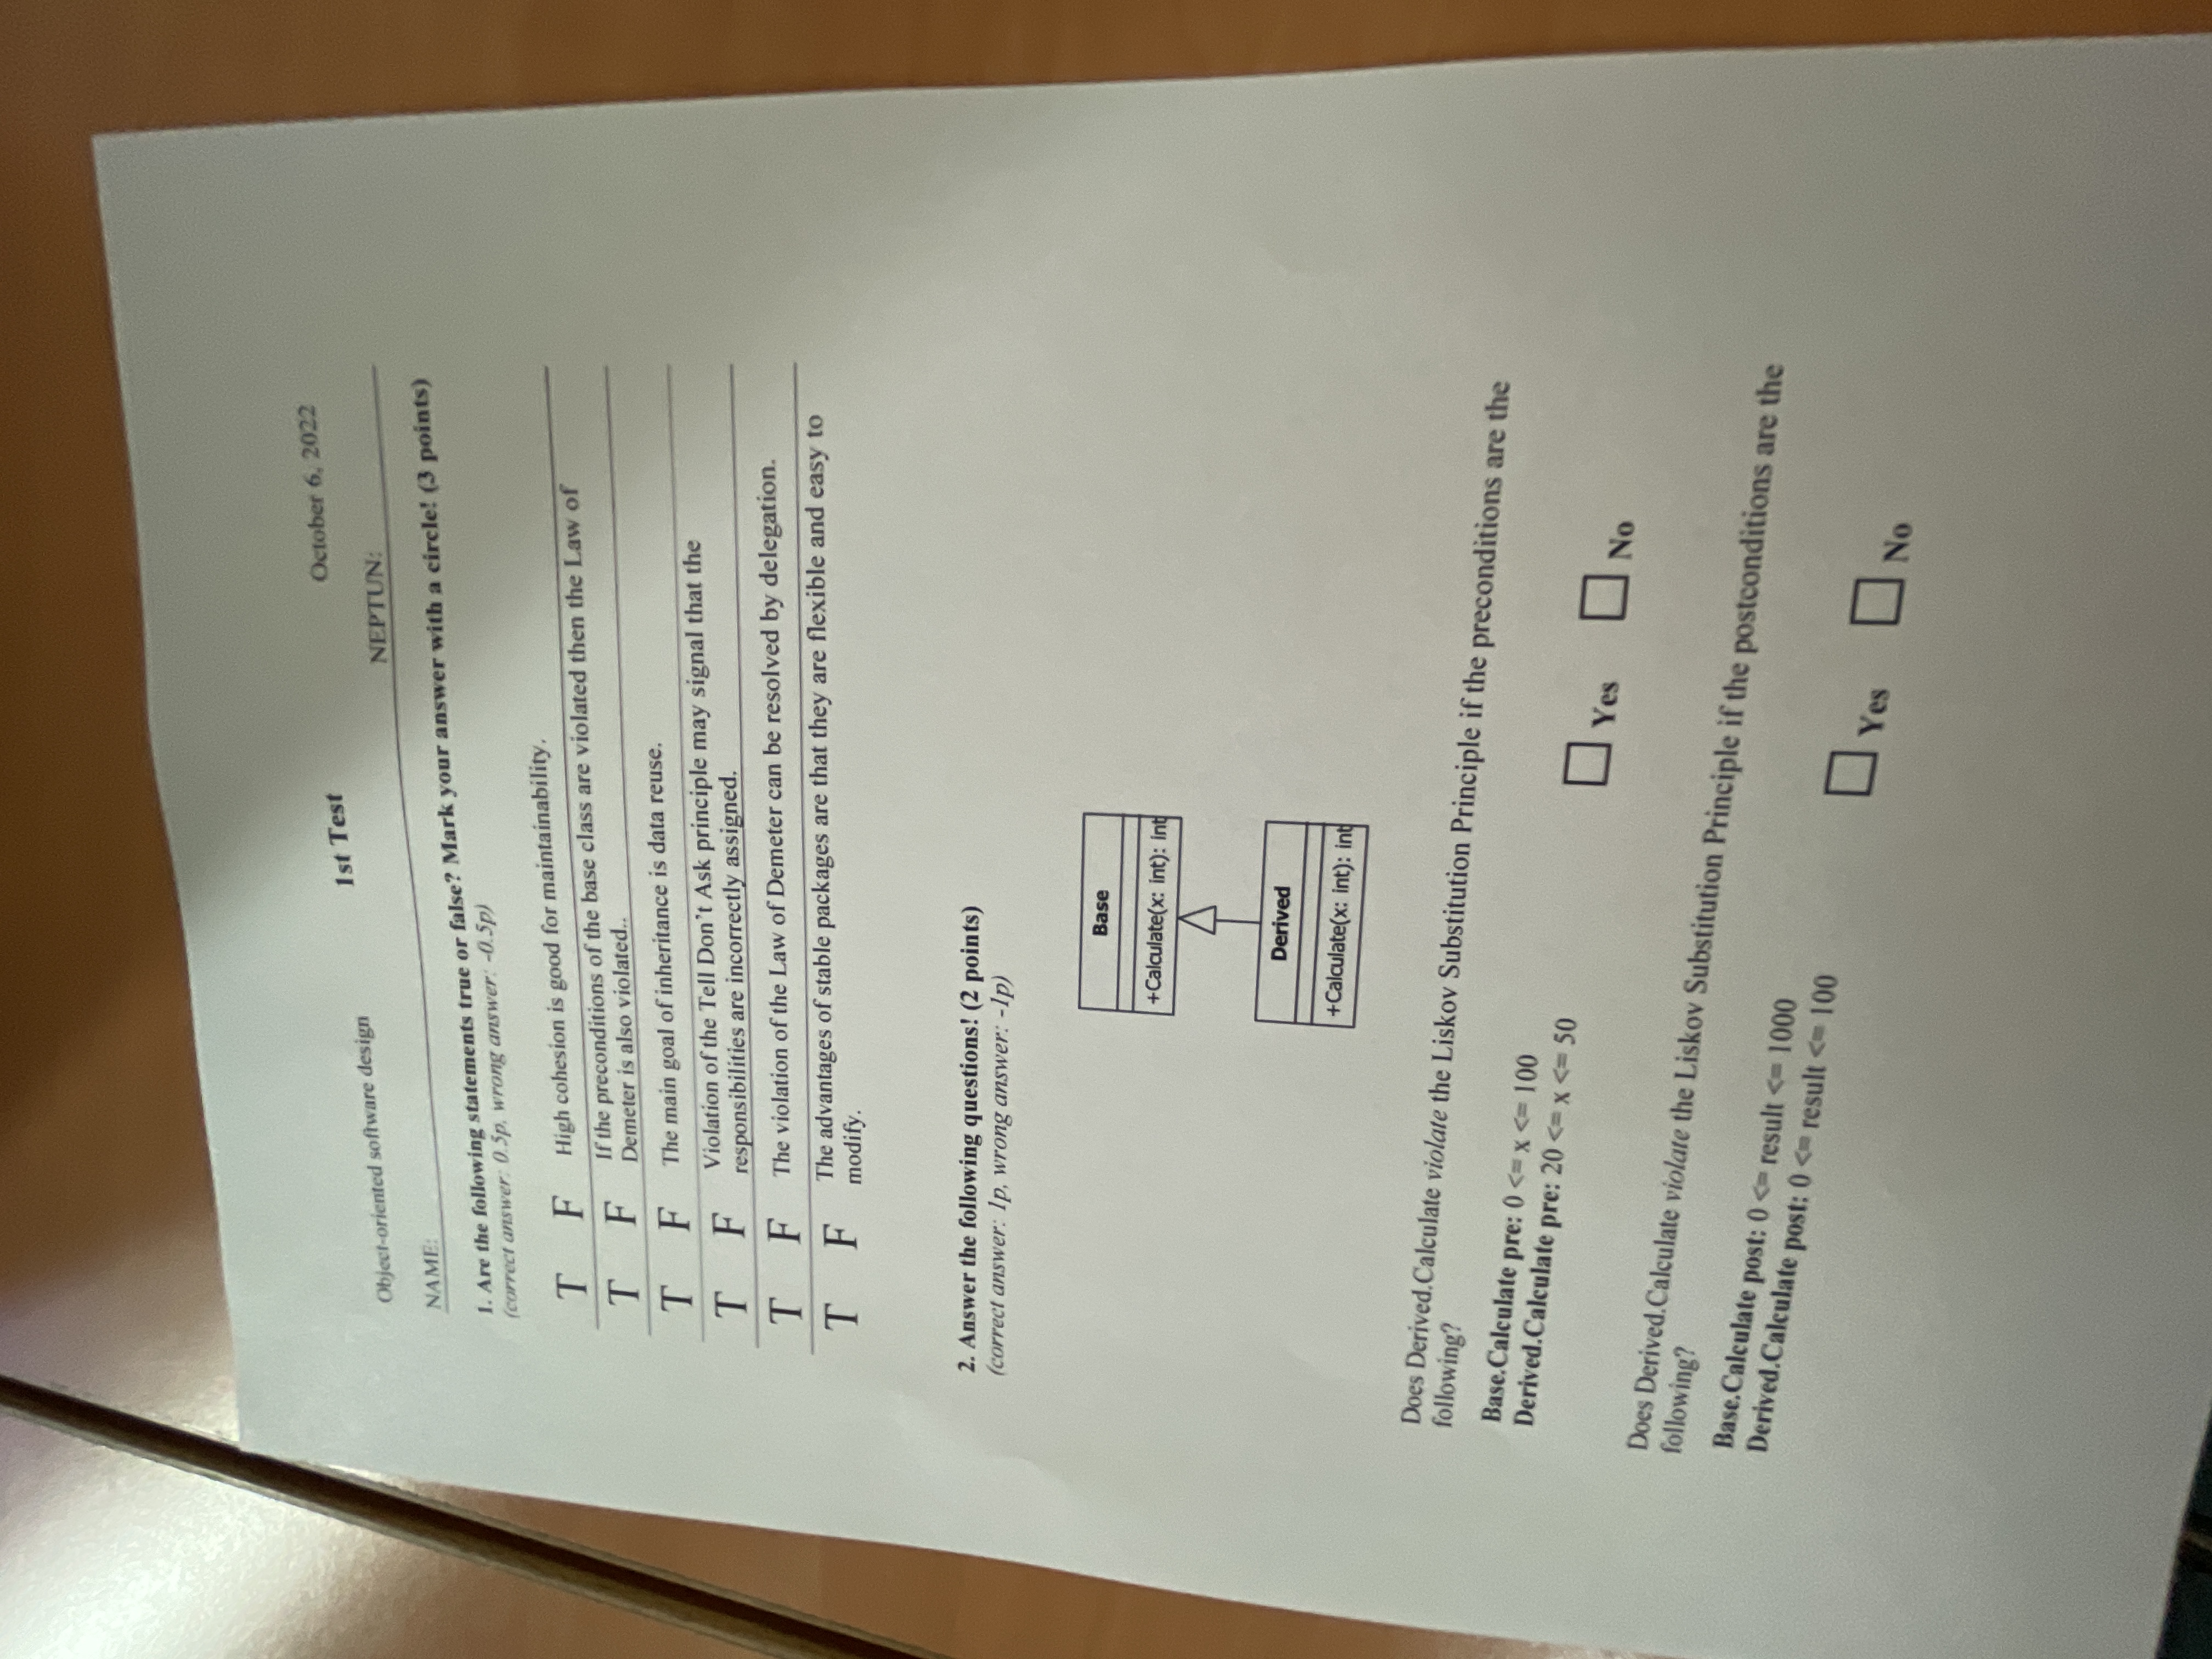 October 6, 2022
1st Test
Object-oriented software design
NAME: NEPTUN:
1. Are the following statements true or false? Mark your answer with a circle! (3 points)
(correct answer: 0.5p, wrong answer: -0.5p)
T F High cohesion is good for maintainability.
T F If the preconditions of the base class are violated then the Law of
Demeter is also violated..
T F The main goal of inheritance is data reuse.
T F Violation of the Tell Don't Ask principle may signal that the
responsibilities are incorrectly assigned.
T F The violation of the Law of Demeter can be resolved by delegation.
T F The advantages of stable packages are that they are flexible and easy to
modify.
2. Answer the following questions! (2 points)
(correct answer: 1p, wrong answer: -1p)
Base
+Calculate(x: int): int
Derived
+Calculate(x: int): int
Does Derived.Calculate violate the Liskov Substitution Principle if the preconditions are the
following?
Base.Calculate pre: 0 <= x <= 100
Derived.Calculate pre: 20 <= x <= 50
Yes No
Does Derived.Calculate violate the Liskov Substitution Principle if the postconditions are the
following?
Base.Calculate post: 0 <= result <= 1000
Derived.Calculate post: 0 <= result <= 100
Yes No